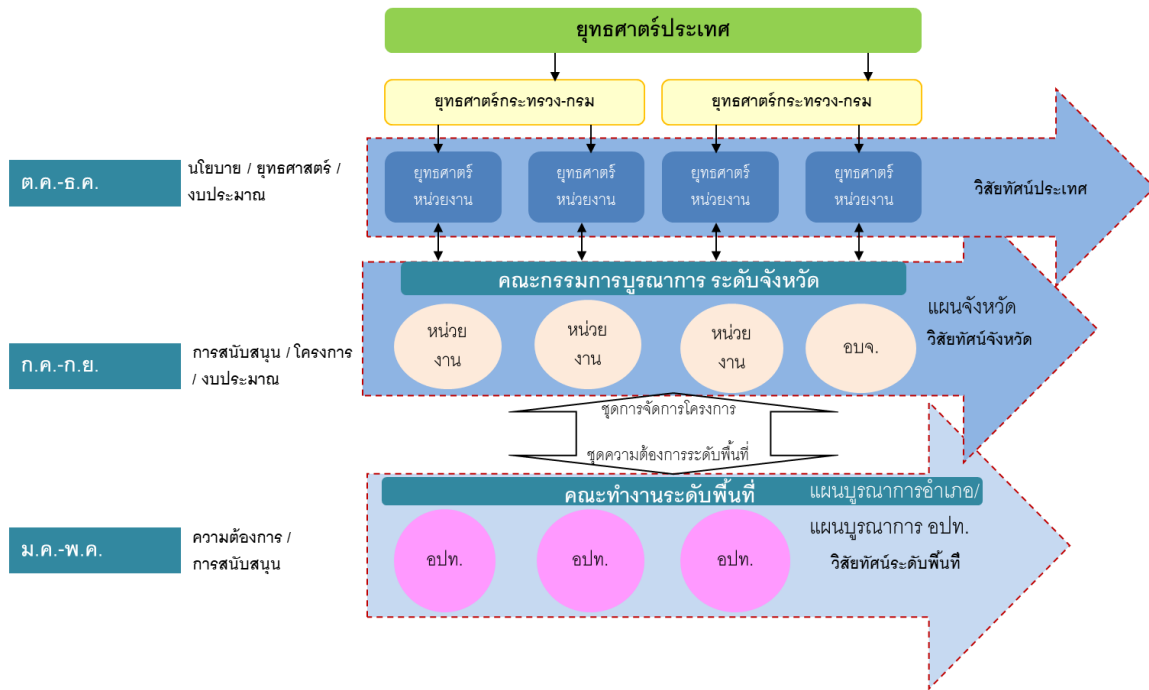 ยุทธศาตร์ประเทศ
ยุทธศาตร์กระทรวง-กรม
ยุทธศาตร์กระทรวง-กรม
ต.ค.-ธ.ค.
นโยบาย / ยุทธศาสตร์ /
งบประมาณ
ยุทธศาตร์
หน่วยงาน
ยุทธศาตร์
หน่วยงาน
ยุทธศาตร์
หน่วยงาน
ยุทธศาตร์
หน่วยงาน
วิสัยทัศน์ประเทศ
คณะกรรมการบูรณาการ ระดับจังหวัด
ก.ค.-ก.ย.
การสนับสนุน / โครงการ
/ งบประมาณ
หน่วย
งาน
หน่วย
งาน
หน่วย
งาน
อบจ.
แผนจังหวัด
วิสัยทัศน์จังหวัด
ชุดการจัดการโครงการ
ชุดความต้องการระดับพื้นที่
คณะทำงานระดับพื้นที่
ม.ค.-พ.ค.
ความต้องการ /
การสนับสนุน
อปท.
อปท.
อปท.
แผนบูรณาการอำเภอ/
แผนบูรณาการ อปท.
วิสัยทัศน์ระดับพื้นที่